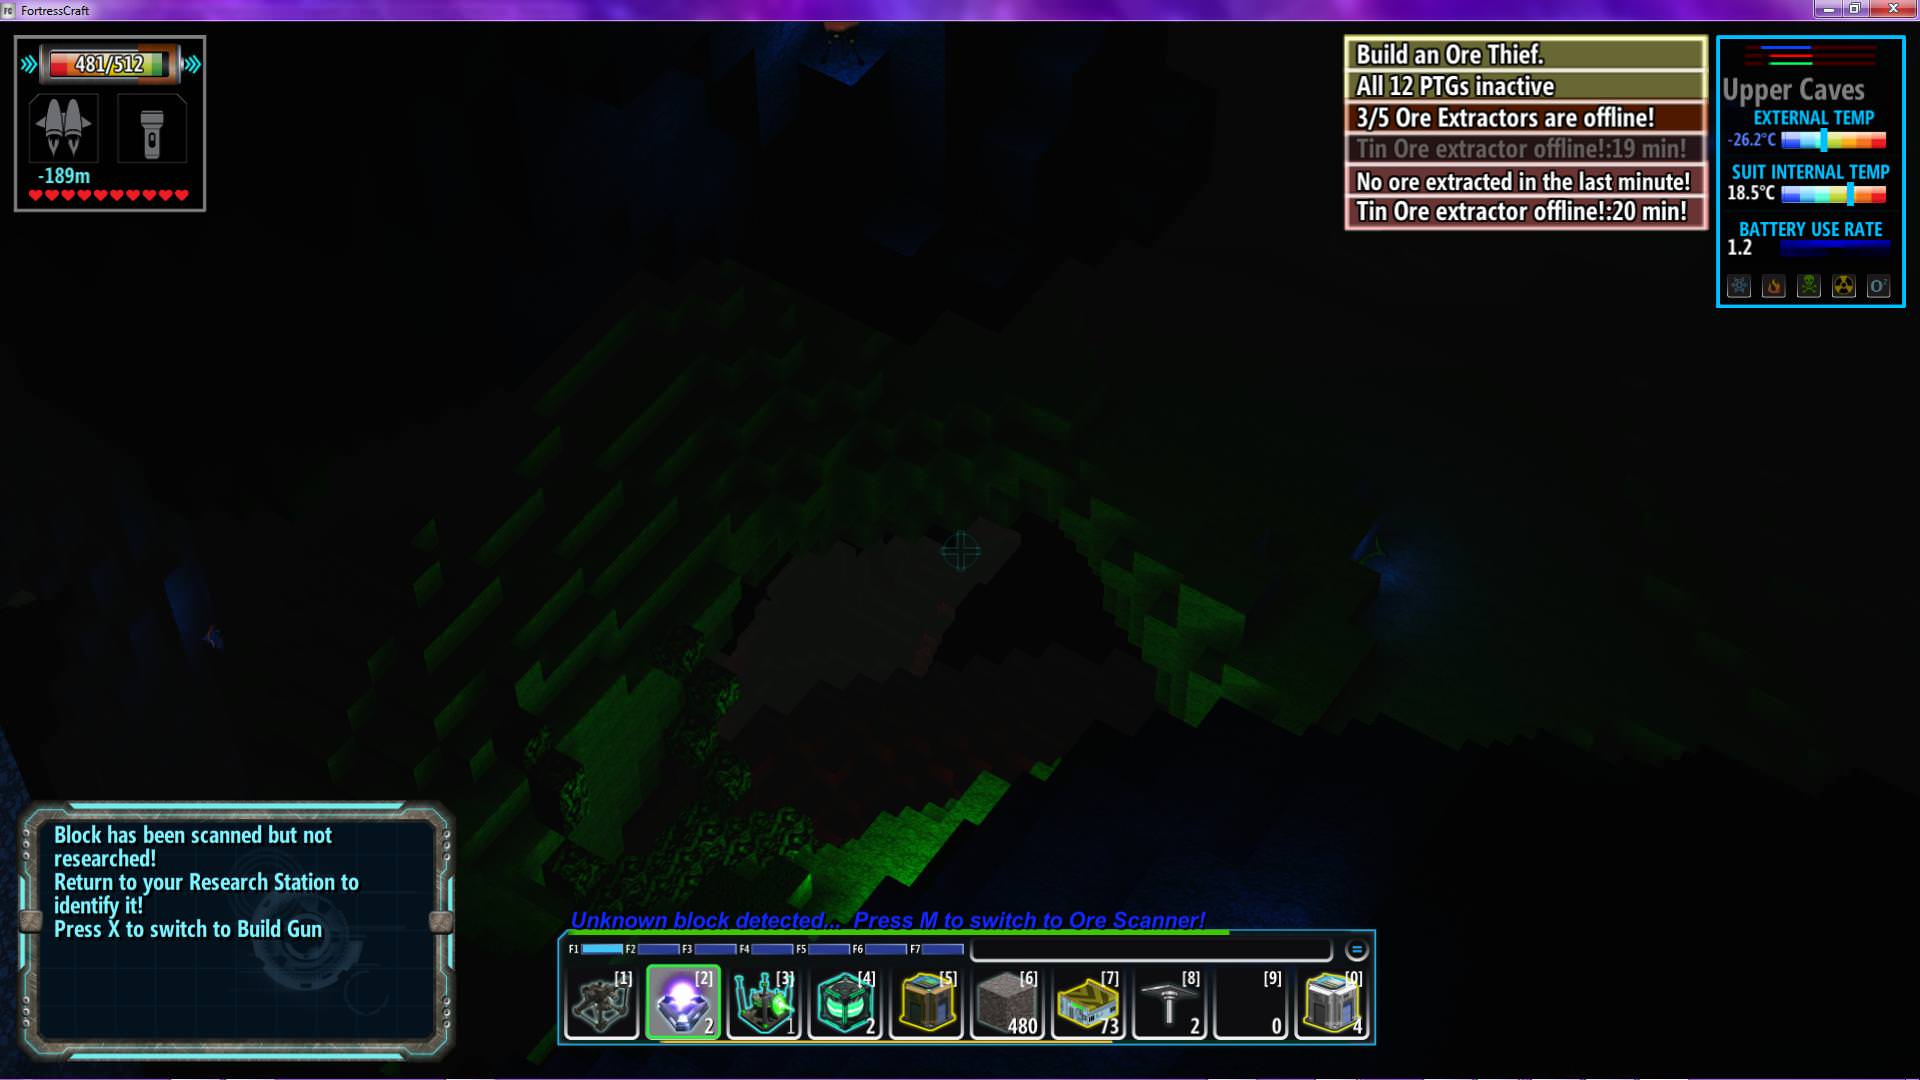 FC FortressCraft
481/512
-189m
Build an Ore Thief.
All 12 PTGs inactive
3/5 Ore Extractors are offline!
Tin Ore extractor offline!:19 min!
No ore extracted in the last minute!
Tin Ore extractor offline!:20 min!
Upper Caves
EXTERNAL TEMP
-26.2°C
SUIT INTERNAL TEMP
18.5°C
BATTERY USE RATE
1.2
O²
Block has been scanned but not
researched!
Return to your Research Station to
identify it!
Press X to switch to Build Gun
Unknown block detected... Press M to switch to Ore Scanner!
F1 F2 F3 F4 F5 F6 F7
[1] [2] [3] [4] [5] [6] [7] [8] [9] [0]
2 1 2 480 73 2 0 4